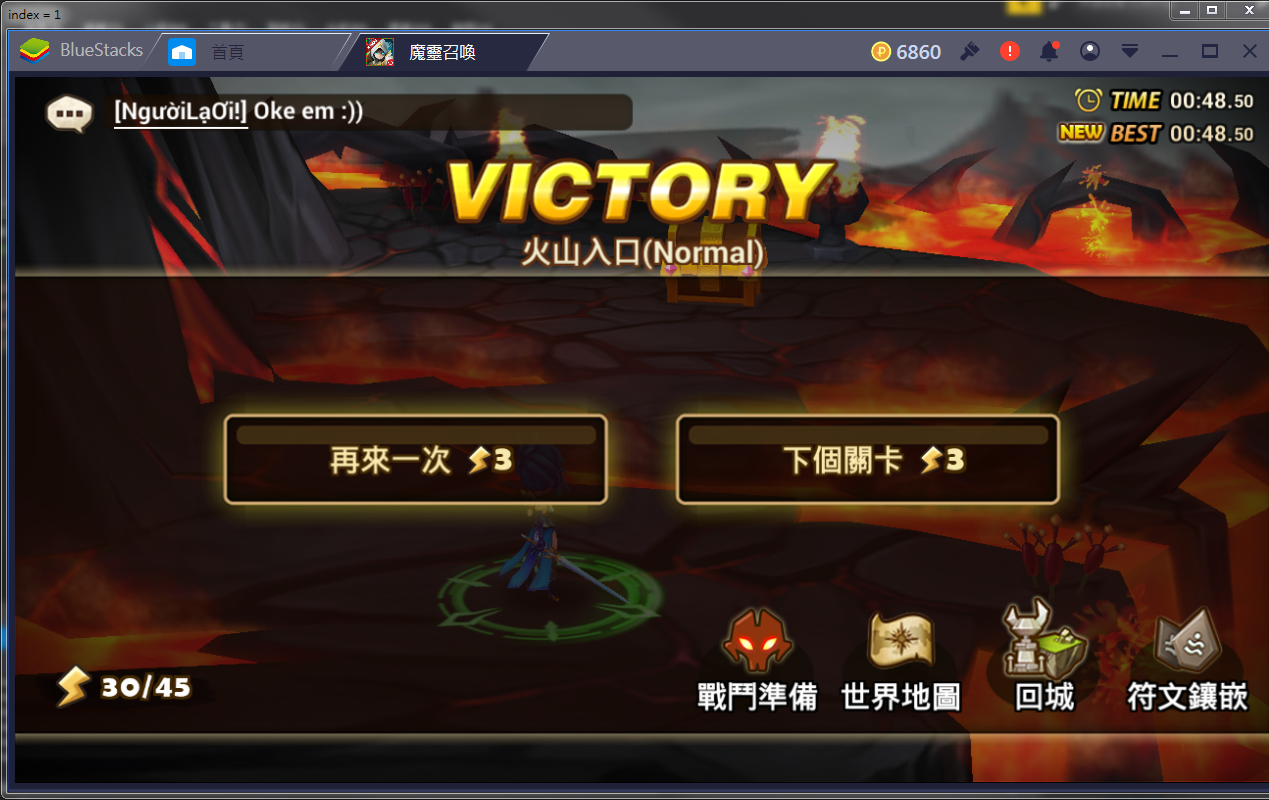 index = 1
BlueStacks
首頁
魔靈召喚
6860
[NgườiLạƠi!] Oke em :))
TIME 00:48.50
NEW BEST 00:48.50
VICTORY
火山入口(Normal)
再來一次 3
下個關卡 3
30/45
戰鬥準備
世界地圖
回城
符文鑲嵌